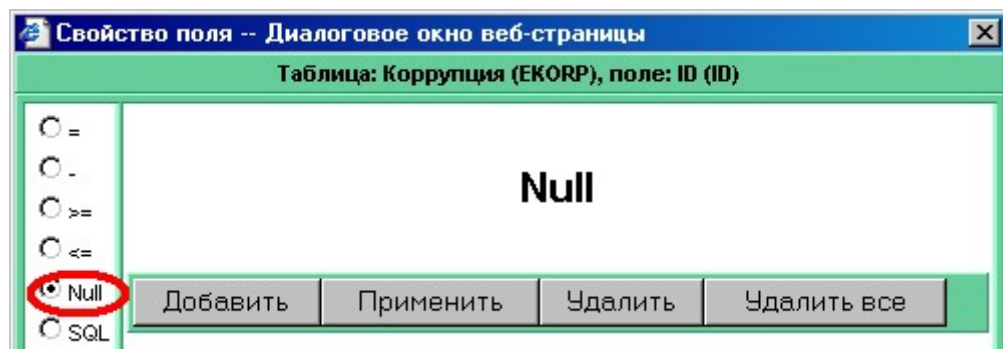 Свойство поля -- Диалоговое окно веб-страницы
Таблица: Коррупция (EKORP), поле: ID (ID)
=
-
>=
<=
Null
SQL
Null
Добавить Применить Удалить Удалить все